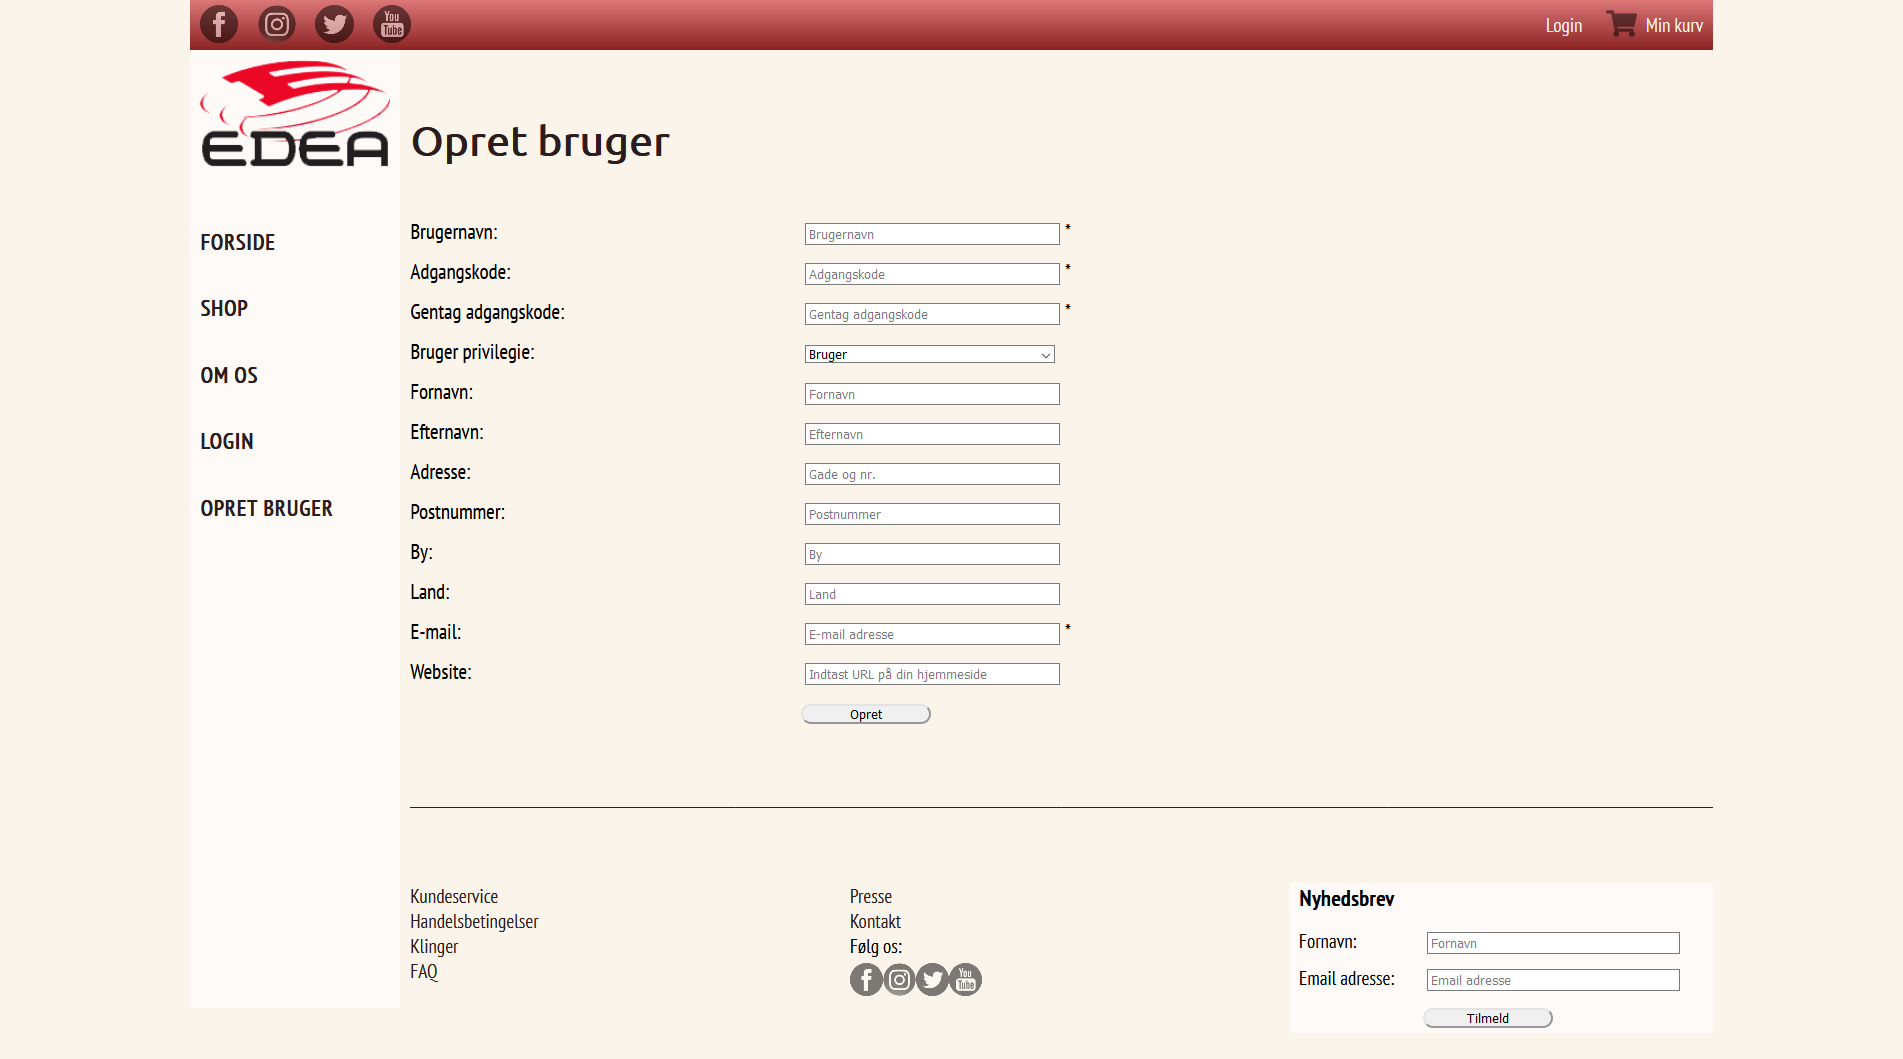 You Tube
Login Min kurv
EDEA
Opret bruger
FORSIDE
SHOP
OM OS
LOGIN
OPRET BRUGER
Brugernavn: Brugernavn *
Adgangskode: Adgangskode *
Gentag adgangskode: Gentag adgangskode *
Bruger privilegie: Bruger
Fornavn: Fornavn
Efternavn: Efternavn
Adresse: Gade og nr.
Postnummer: Postnummer
By: By
Land: Land
E-mail: E-mail adresse *
Website: Indtast URL på din hjemmeside
Opret
Kundeservice
Handelsbetingelser
Klinger
FAQ
Presse
Kontakt
Følg os:
You Tube
Nyhedsbrev
Fornavn: Fornavn
Email adresse: Email adresse
Tilmeld